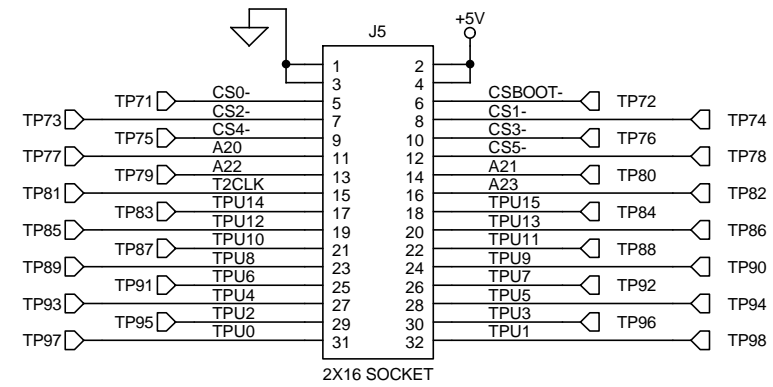 +5V
J5
1 2
3 4
TP71 CS0- 5 6 CSBOOT- TP72
TP73 CS2- 7 8 CS1- TP74
TP75 CS4- 9 10 CS3- TP76
TP77 A20 11 12 CS5- TP78
TP79 A22 13 14 A21 TP80
TP81 T2CLK 15 16 A23 TP82
TP83 TPU14 17 18 TPU15 TP84
TP85 TPU12 19 20 TPU13 TP86
TP87 TPU10 21 22 TPU11 TP88
TP89 TPU8 23 24 TPU9 TP90
TP91 TPU6 25 26 TPU7 TP92
TP93 TPU4 27 28 TPU5 TP94
TP95 TPU2 29 30 TPU3 TP96
TP97 TPU0 31 32 TPU1 TP98
2X16 SOCKET